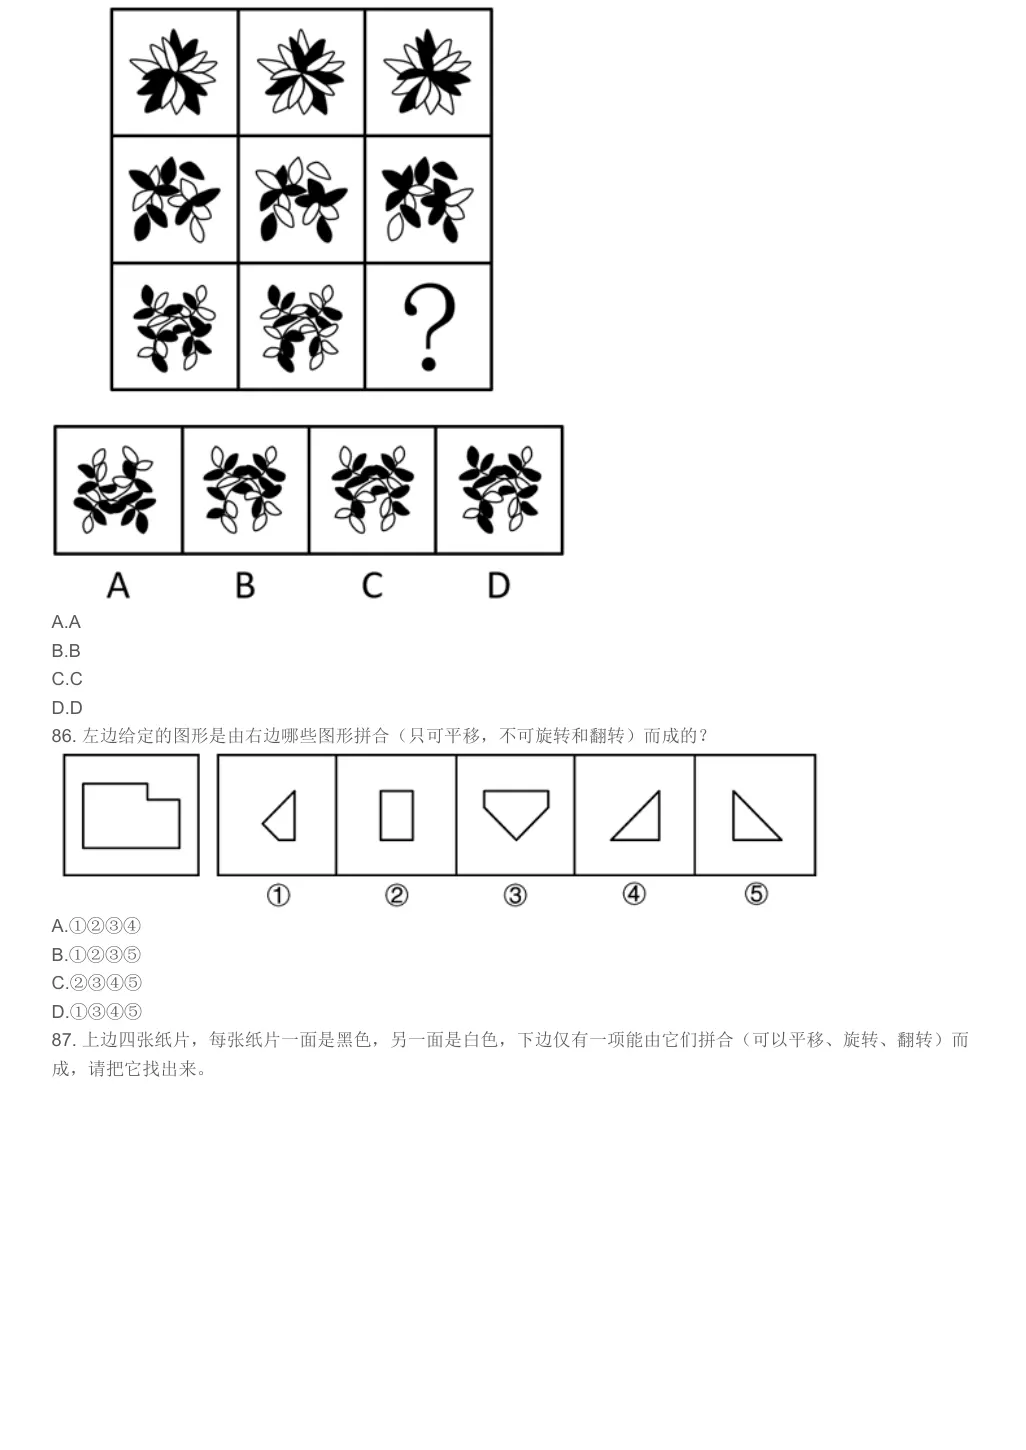 ?
A B C D
A.A
B.B
C.C
D.D
86. 左边给定的图形是由右边哪些图形拼合（只可平移，不可旋转和翻转）而成的？
① ② ③ ④ ⑤
A.①②③④
B.①②③⑤
C.②③④⑤
D.①③④⑤
87. 上边四张纸片，每张纸片一面是黑色，另一面是白色，下边仅有一项能由它们拼合（可以平移、旋转、翻转）而
成，请把它找出来。